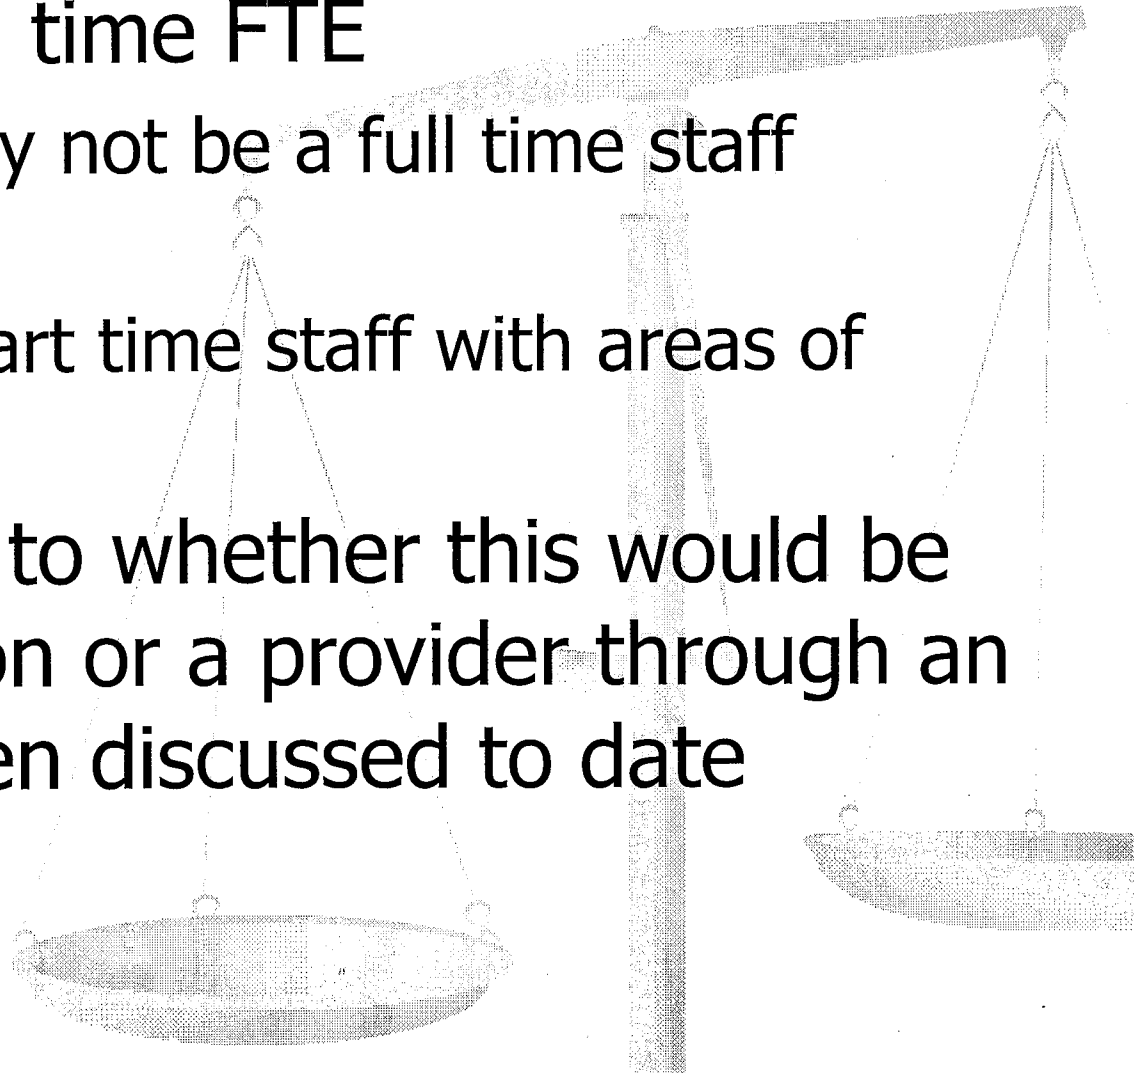 time FTE
y not be a full time staff
art time staff with areas of
to whether this would be
on or a provider through an
en discussed to date